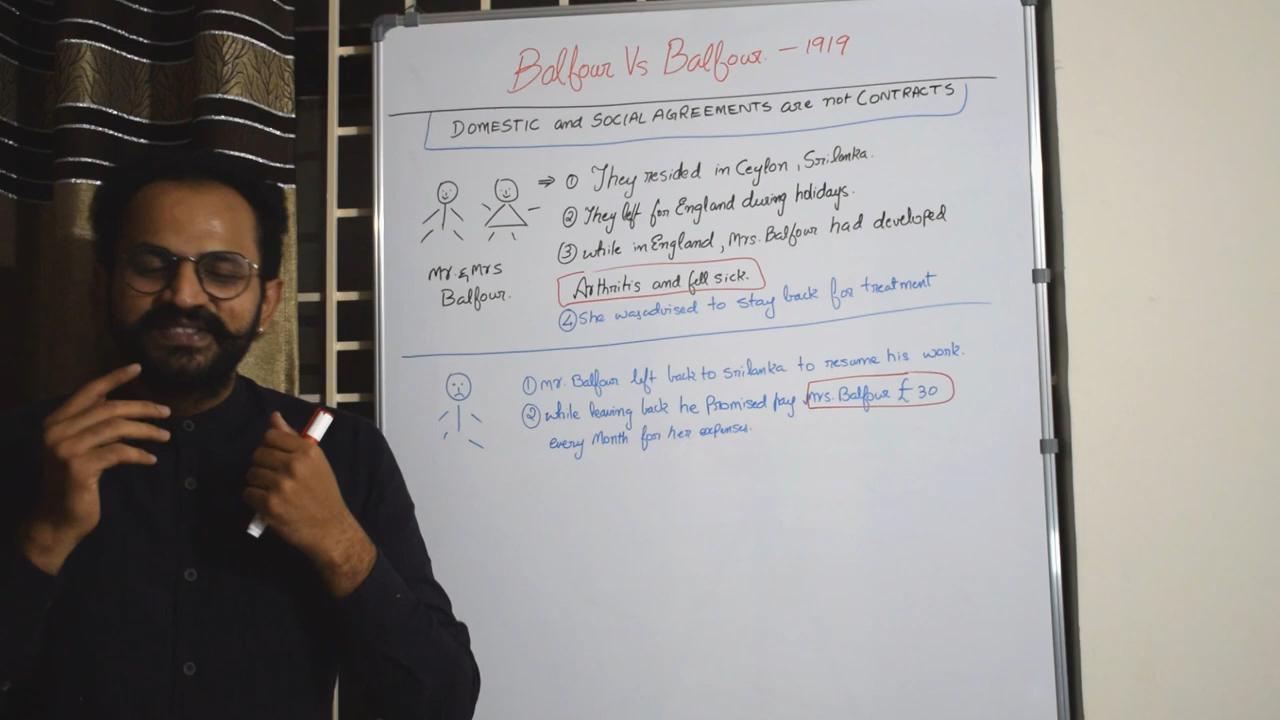 Balfour Vs Balfour. - 1919
DOMESTIC and SOCIAL AGREEMENTS are not CONTRACTS
⇒ ① They resided in Ceylon, Srilanka.
② They left for England during holidays.
③ while in England, Mrs. Balfour had developed
Arthritis and fell sick.
④ She was advised to stay back for treatment
Mr. & Mrs
Balfour.
① Mr. Balfour left back to Srilanka to resume his work.
② while leaving back he Promised pay Mrs. Balfour £ 30
every Month for her expenses.